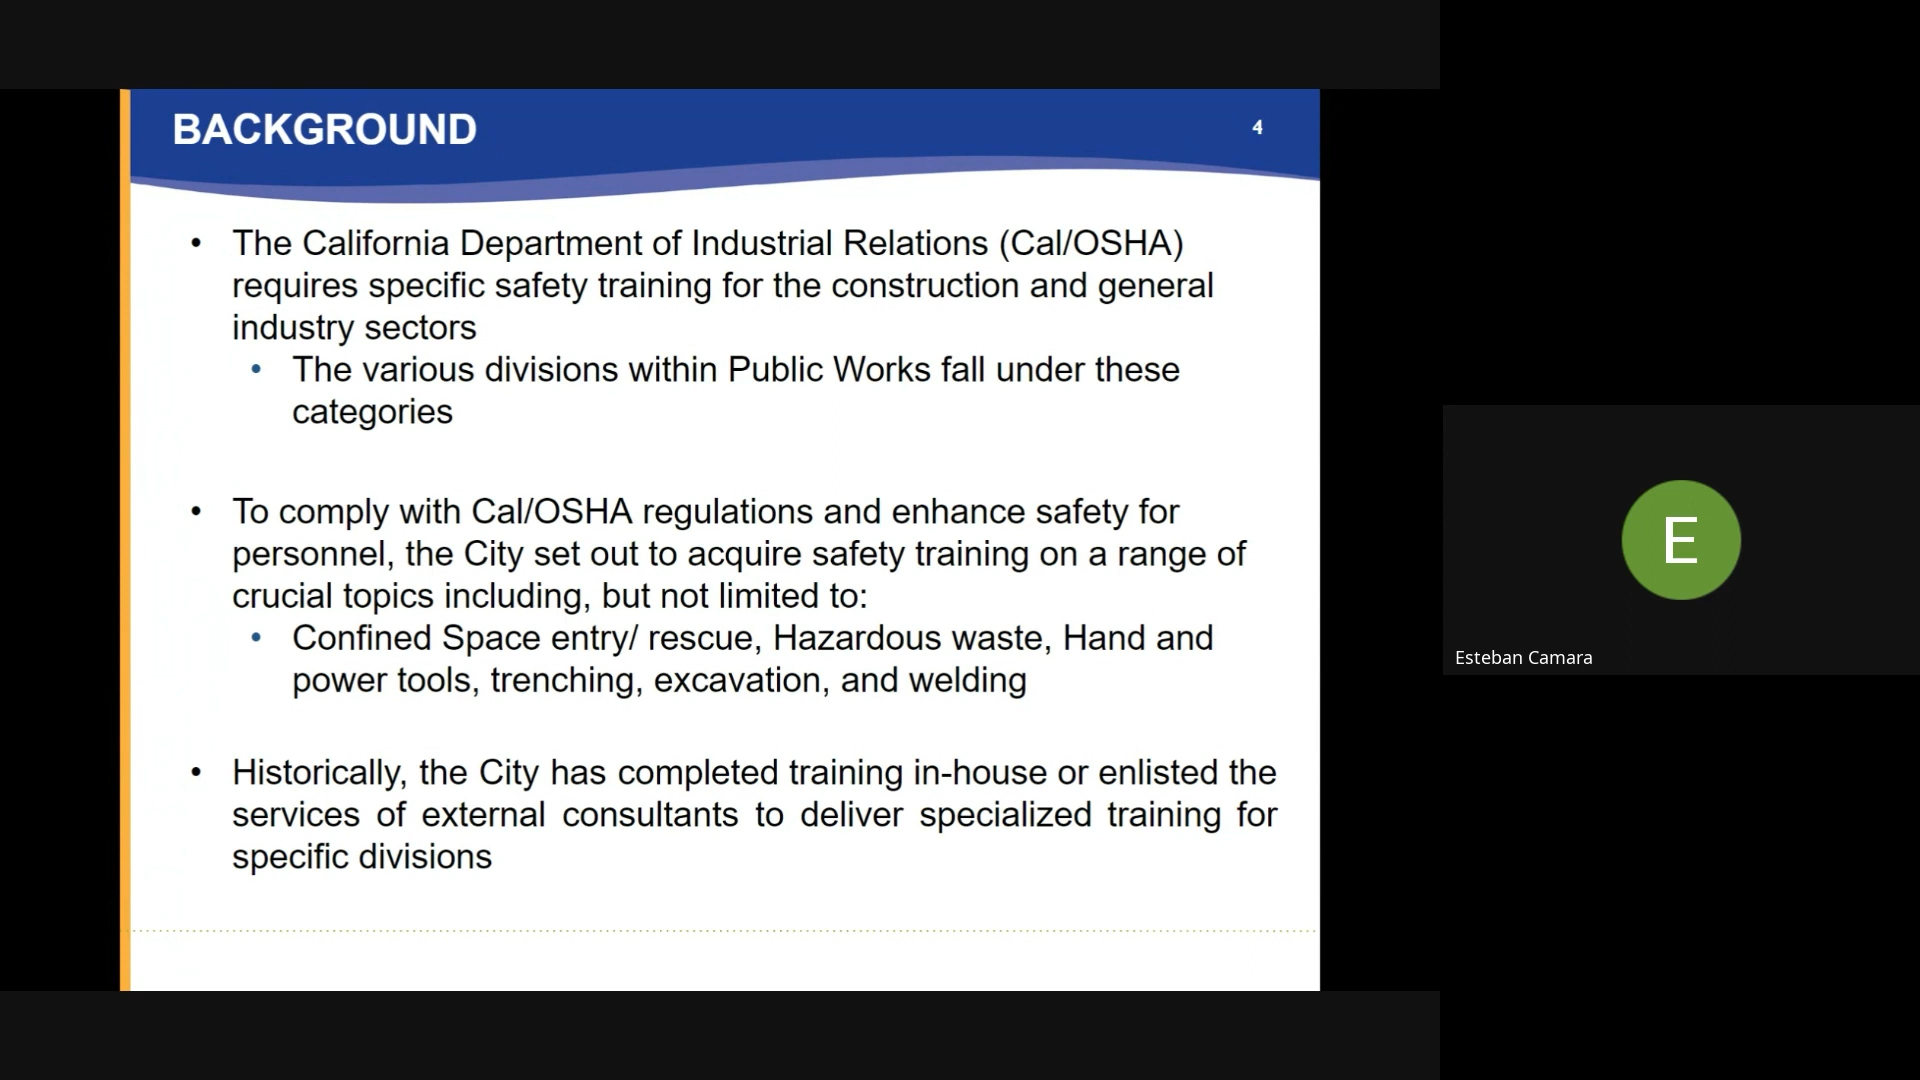 BACKGROUND
4
• The California Department of Industrial Relations (Cal/OSHA)
requires specific safety training for the construction and general
industry sectors
• The various divisions within Public Works fall under these
categories
• To comply with Cal/OSHA regulations and enhance safety for
personnel, the City set out to acquire safety training on a range of
crucial topics including, but not limited to:
• Confined Space entry/ rescue, Hazardous waste, Hand and
power tools, trenching, excavation, and welding
• Historically, the City has completed training in-house or enlisted the
services of external consultants to deliver specialized training for
specific divisions
E
Esteban Camara